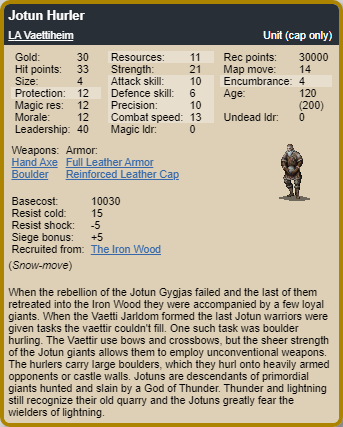 Jotun Hurler
LA Vaettiheim Unit (cap only)
Gold: 30 Resources: 11 Rec points: 30000
Hit points: 33 Strength: 21 Map move: 14
Size: 4 Attack skill: 10 Encumbrance: 4
Protection: 12 Defence skill: 6 Age: 120
Magic res: 12 Precision: 10 (200)
Morale: 12 Combat speed: 13 Undead ldr: 0
Leadership: 40 Magic ldr: 0
Weapons: Armor:
Hand Axe Full Leather Armor
Boulder Reinforced Leather Cap
Basecost: 10030
Resist cold: 15
Resist shock: -5
Siege bonus: +5
Recruited from: The Iron Wood
(Snow-move)
When the rebellion of the Jotun Gygjas failed and the last of them
retreated into the Iron Wood they were accompanied by a few loyal
giants. When the Vaetti Jarldom formed the last Jotun warriors were
given tasks the vaettir couldn't fill. One such task was boulder
hurling. The Vaettir use bows and crossbows, but the sheer strength
of the Jotun giants allows them to employ unconventional weapons.
The hurlers carry large boulders, which they hurl onto heavily armed
opponents or castle walls. Jotuns are descendants of primordial
giants hunted and slain by a God of Thunder. Thunder and lightning
still recognize their old quarry and the Jotuns greatly fear the
wielders of lightning.